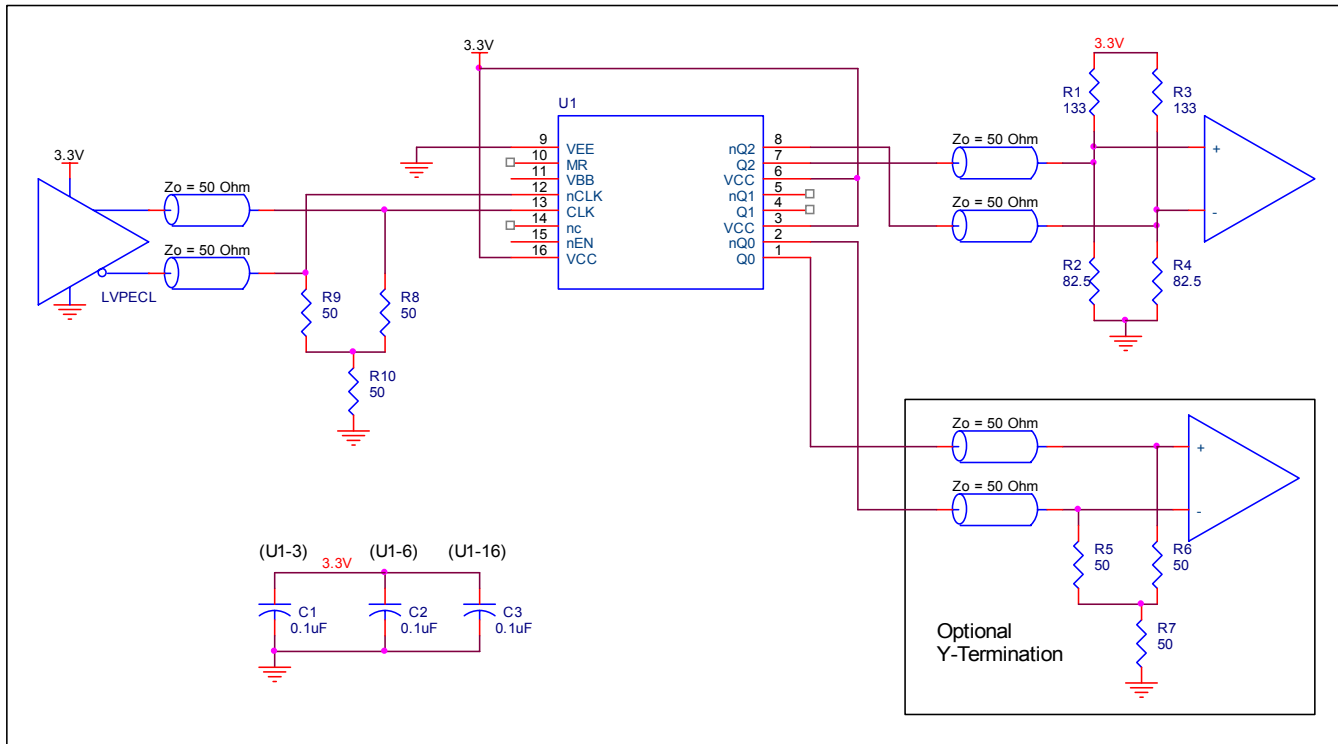 3.3V
3.3V
U1
R1
133
R3
133
9
VEE
10
MR
11
VBB
12
nCLK
13
CLK
14
nc
15
nEN
16
VCC
8
nQ2
7
Q2
6
VCC
5
nQ1
4
Q1
3
VCC
2
nQ0
1
Q0
3.3V
Zo = 50 Ohm
Zo = 50 Ohm
LVPECL
R9
50
R8
50
R10
50
Zo = 50 Ohm
Zo = 50 Ohm
+
-
R2
82.5
R4
82.5
Zo = 50 Ohm
Zo = 50 Ohm
+
-
R5
50
R6
50
R7
50
Optional
Y-Termination
(U1-3)
(U1-6)
(U1-16)
3.3V
C1
0.1uF
C2
0.1uF
C3
0.1uF